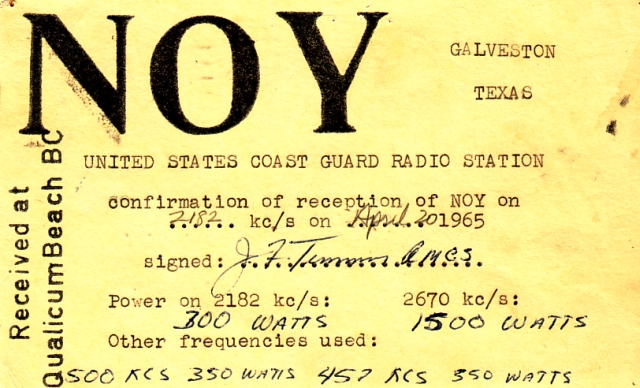 NOY
GALVESTON
TEXAS
UNITED STATES COAST GUARD RADIO STATION
confirmation of reception of NOY on
2182 kc/s on April 20 1965
signed: J. F.
Power on 2182 kc/s: 2670 kc/s:
300 WATTS 1500 WATTS
Other frequencies used:
500 KCS 350 WATTS 457 KCS 350 WATTS
Received at
Qualicum Beach BC